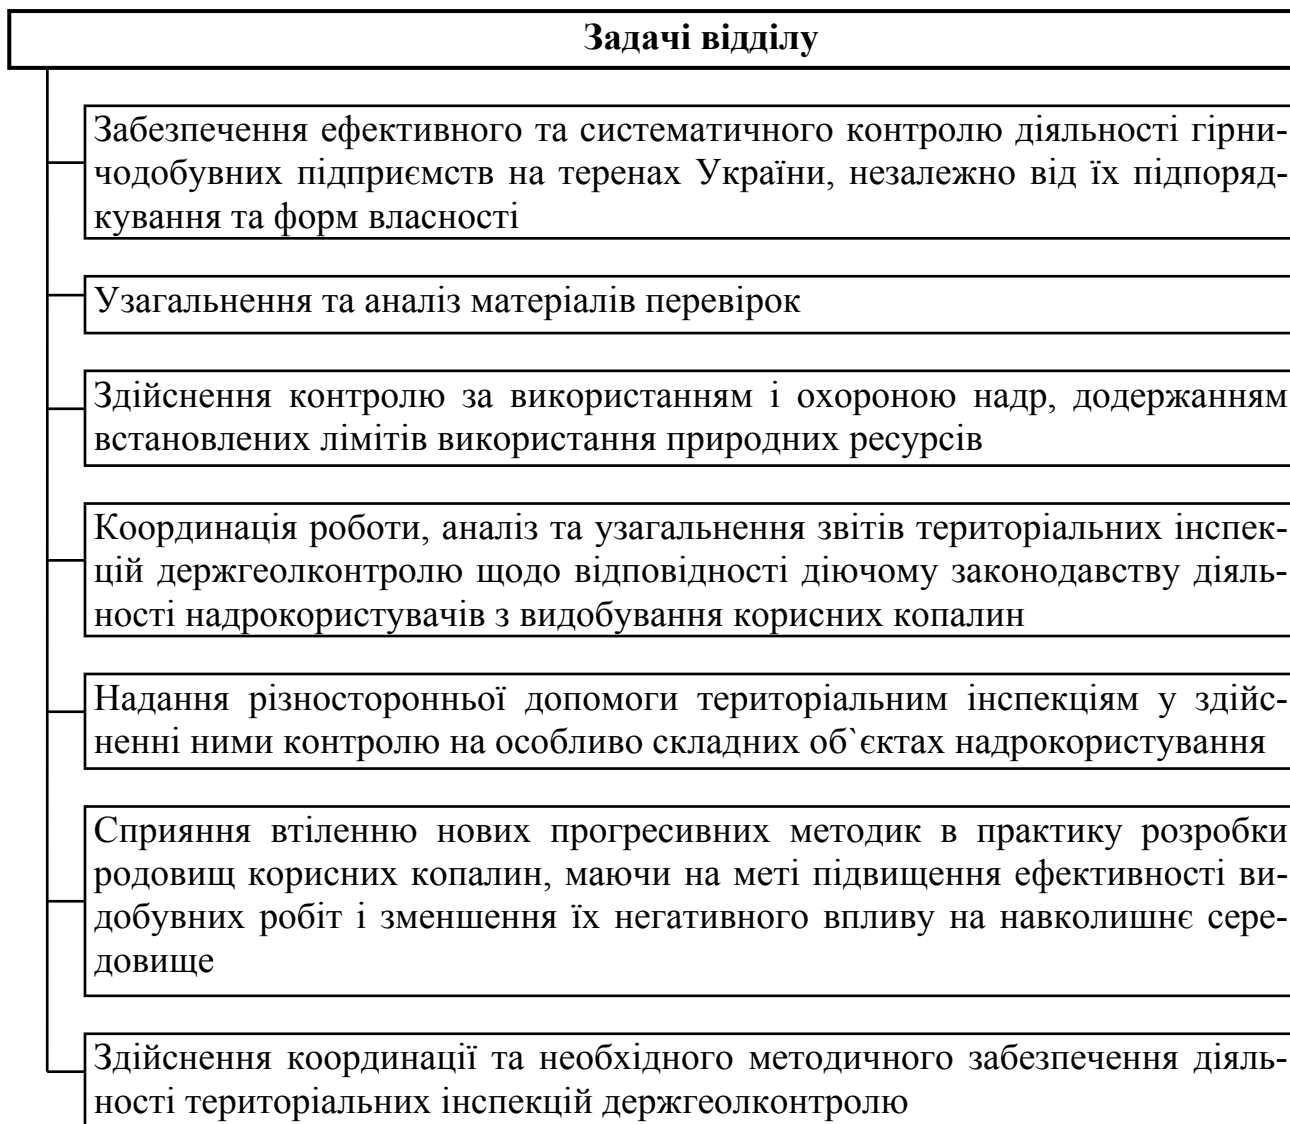 Задачі відділу
Забезпечення ефективного та систематичного контролю діяльності гірни-
чодобувних підприємств на теренах України, незалежно від їх підпоряд-
кування та форм власності
Узагальнення та аналіз матеріалів перевірок
Здійснення контролю за використанням і охороною надр, додержанням
встановлених лімітів використання природних ресурсів
Координація роботи, аналіз та узагальнення звітів територіальних інспек-
цій держгеолконтролю щодо відповідності діючому законодавству діяль-
ності надрокористувачів з видобування корисних копалин
Надання різносторонньої допомоги територіальним інспекціям у здійс-
ненні ними контролю на особливо складних об`єктах надрокористування
Сприяння втіленню нових прогресивних методик в практику розробки
родовищ корисних копалин, маючи на меті підвищення ефективності ви-
добувних робіт і зменшення їх негативного впливу на навколишнє сере-
довище
Здійснення координації та необхідного методичного забезпечення діяль-
ності територіальних інспекцій держгеолконтролю